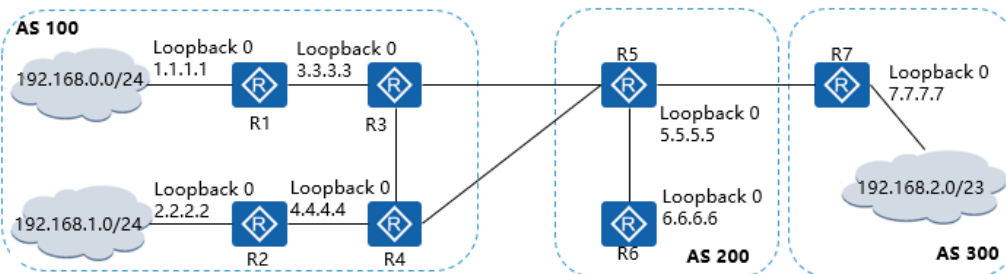 AS 100
Loopback 0
1.1.1.1
Loopback 0
3.3.3.3
192.168.0.0/24
R
R1
R
R3
R5
R
Loopback 0
5.5.5.5
R7
R
Loopback 0
7.7.7.7
192.168.1.0/24
Loopback 0
2.2.2.2
R
R2
Loopback 0
4.4.4.4
R
R4
R
R6
Loopback 0
6.6.6.6
AS 200
192.168.2.0/23
AS 300